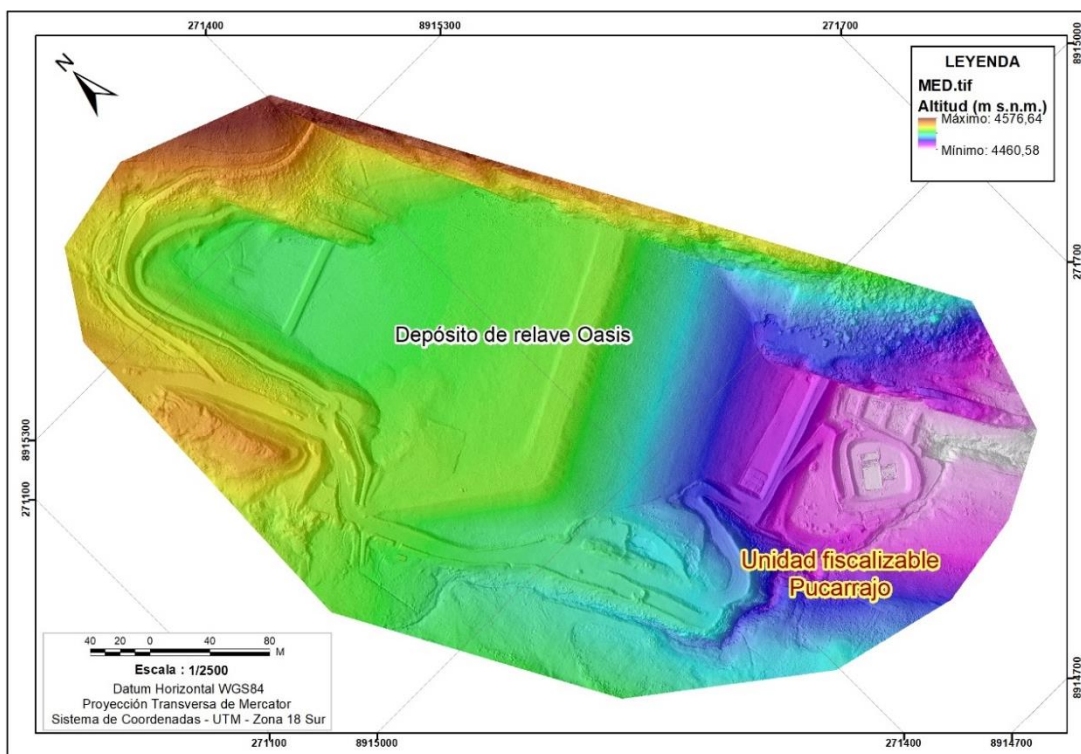 271400
8915300
271700
8915000
N
LEYENDA
MED.tif
Altitud (m s.n.m.)
Máximo: 4576,64
Mínimo: 4460,58
271700
Depósito de relave Oasis
8915300
271100
Unidad fiscalizable
Pucarrajo
40 20 0 40 80
M
Escala : 1/2500
Datum Horizontal WGS84
Proyección Transversa de Mercator
Sistema de Coordenadas - UTM - Zona 18 Sur
8914700
271100
8915000
271400
8914700